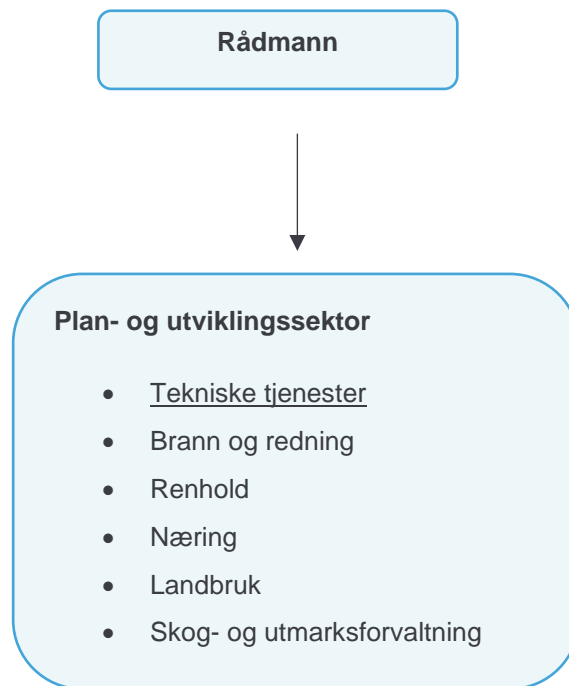 Rådmann
Plan- og utviklingssektor
• Tekniske tjenester
• Brann og redning
• Renhold
• Næring
• Landbruk
• Skog- og utmarksforvaltning